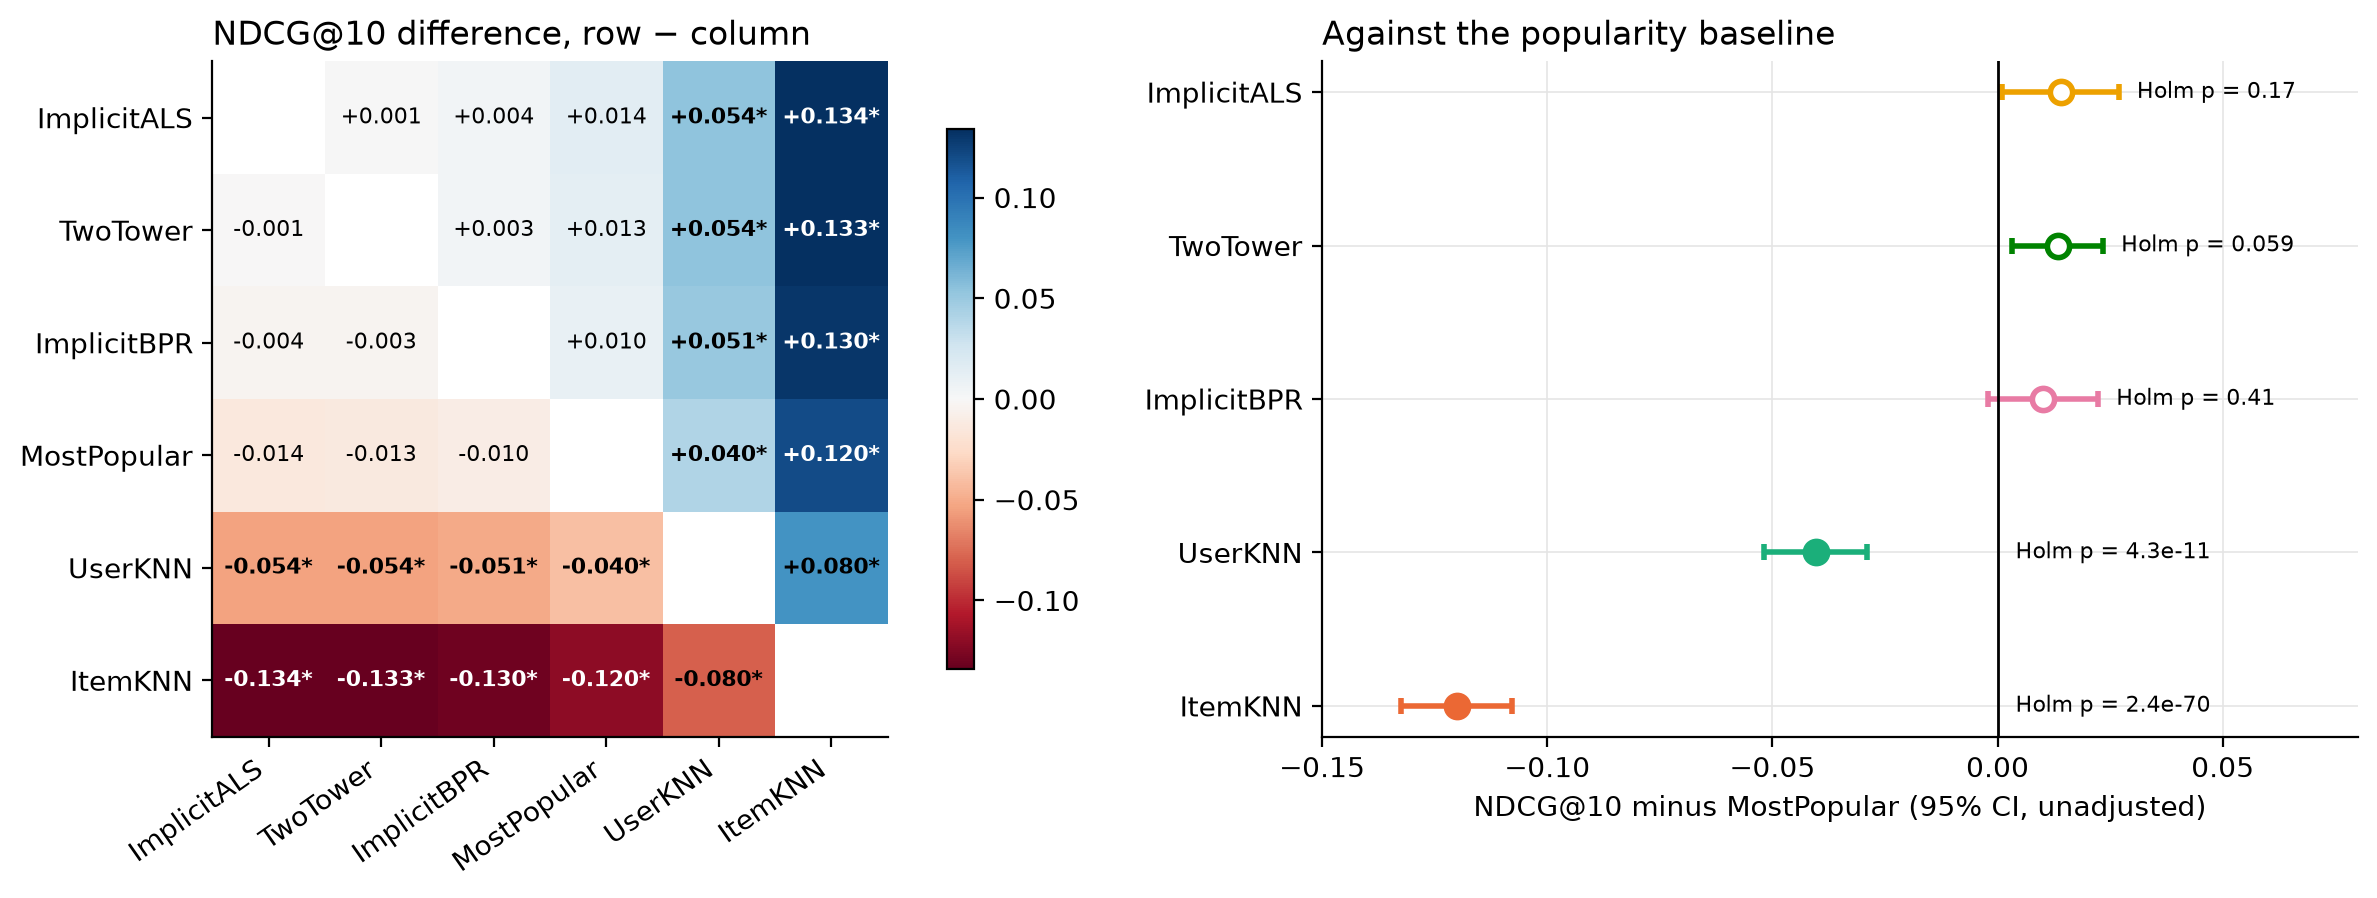 NDCG@10 difference, row − column
ImplicitALS
+0.001 +0.004 +0.014 +0.054* +0.134*
TwoTower
-0.001 +0.003 +0.013 +0.054* +0.133*
ImplicitBPR
-0.004 -0.003 +0.010 +0.051* +0.130*
MostPopular
-0.014 -0.013 -0.010 +0.040* +0.120*
UserKNN
-0.054* -0.054* -0.051* -0.040* +0.080*
ItemKNN
-0.134* -0.133* -0.130* -0.120* -0.080*
ImplicitALS
TwoTower
ImplicitBPR
MostPopular
UserKNN
ItemKNN
0.10
0.05
0.00
−0.05
−0.10
Against the popularity baseline
ImplicitALS
Holm p = 0.17
TwoTower
Holm p = 0.059
ImplicitBPR
Holm p = 0.41
UserKNN
Holm p = 4.3e-11
ItemKNN
Holm p = 2.4e-70
−0.15 −0.10 −0.05 0.00 0.05
NDCG@10 minus MostPopular (95% CI, unadjusted)